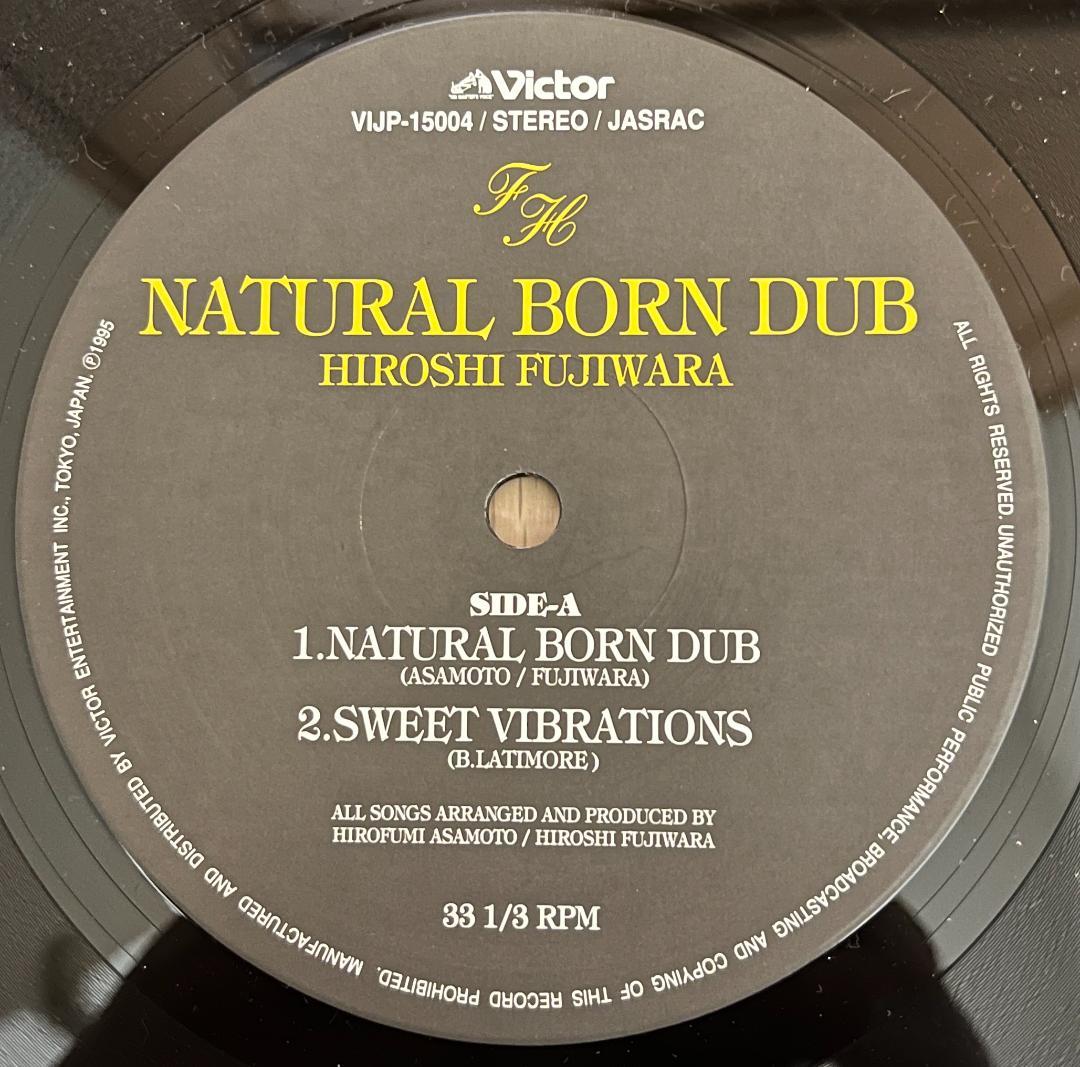 Victor
VIJP-15004 / STEREO / JASRAC
FH
NATURAL BORN DUB
HIROSHI FUJIWARA
SIDE-A
1.NATURAL BORN DUB
(ASAMOTO / FUJIWARA)
2.SWEET VIBRATIONS
(B.LATIMORE)
ALL SONGS ARRANGED AND PRODUCED BY
HIROFUMI ASAMOTO / HIROSHI FUJIWARA
33 1/3 RPM
ALL RIGHTS RESERVED. UNAUTHORIZED PUBLIC PERFORMANCE, BROADCASTING AND COPYING OF THIS RECORD PROHIBITED. MANUFACTURED AND DISTRIBUTED BY VICTOR ENTERTAINMENT INC., TOKYO, JAPAN. Ⓟ1995